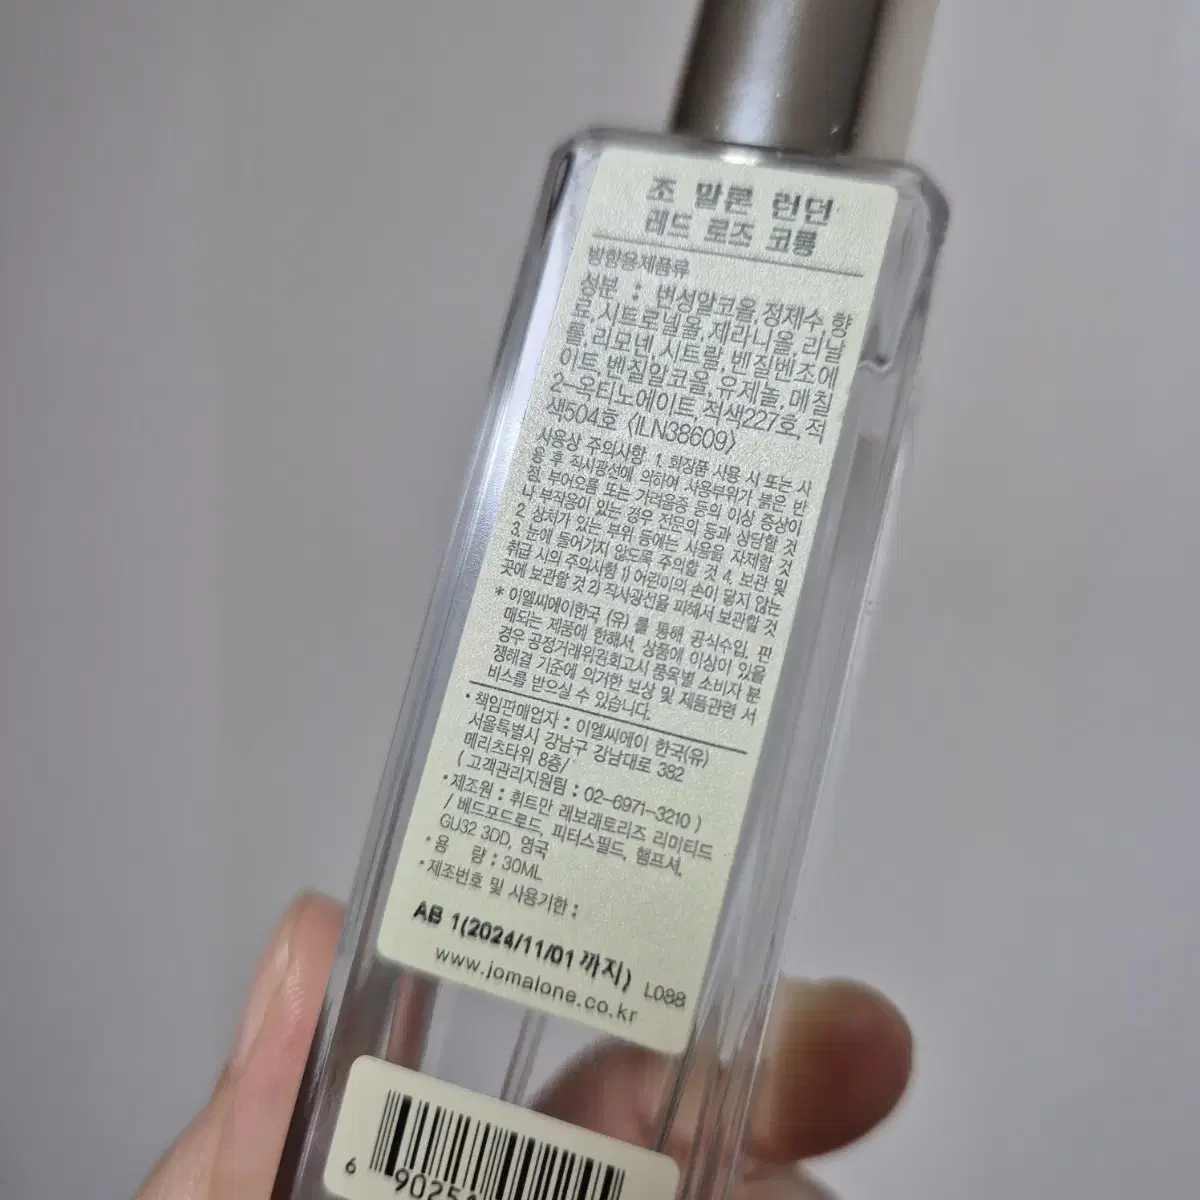 조 말론 런던
레드 로즈 코롱
방향용제품류
성분 : 변성알코올, 정제수, 향
료, 시트로넬올, 제라니올, 리날
룰, 리모넨, 시트랄, 벤질벤조에
이트, 벤질알코올, 유제놀, 메칠
2-옥티노에이트, 적색227호, 적
색504호 <ILN38609>
사용상 주의사항 1. 화장품 사용 시 또는 사
용 후 직사광선에 의하여 사용부위가 붉은 반
점, 부어오름 또는 가려움증 등의 이상 증상이
나 부작용이 있는 경우 전문의 등과 상담할 것
2. 상처가 있는 부위 등에는 사용을 자제할 것
3. 눈에 들어가지 않도록 주의할 것 4. 보관 및
취급 시의 주의사항 1) 어린이의 손이 닿지 않는
곳에 보관할 것 2) 직사광선을 피해서 보관할 것
* 이엘씨에이한국 (유) 를 통해 공식수입, 판
매되는 제품에 한해서, 상품에 이상이 있을
경우 공정거래위원회고시 품목별 소비자 분
쟁해결 기준에 의거한 보상 및 제품관련 서
비스를 받으실 수 있습니다.
• 책임판매업자 : 이엘씨에이 한국(유)
서울특별시 강남구 강남대로 382
메리츠타워 8층/
( 고객관리지원팀 : 02-6971-3210 )
• 제조원 : 휘트만 레보래토리즈 리미티드
/ 베드포드로드, 피터스필드, 햄프셔,
GU32 3DD, 영국
• 용 량 : 30ML
• 제조번호 및 사용기한 :
AB 1(2024/11/01 까지)
L088
www.jomalone.co.kr
6 90251